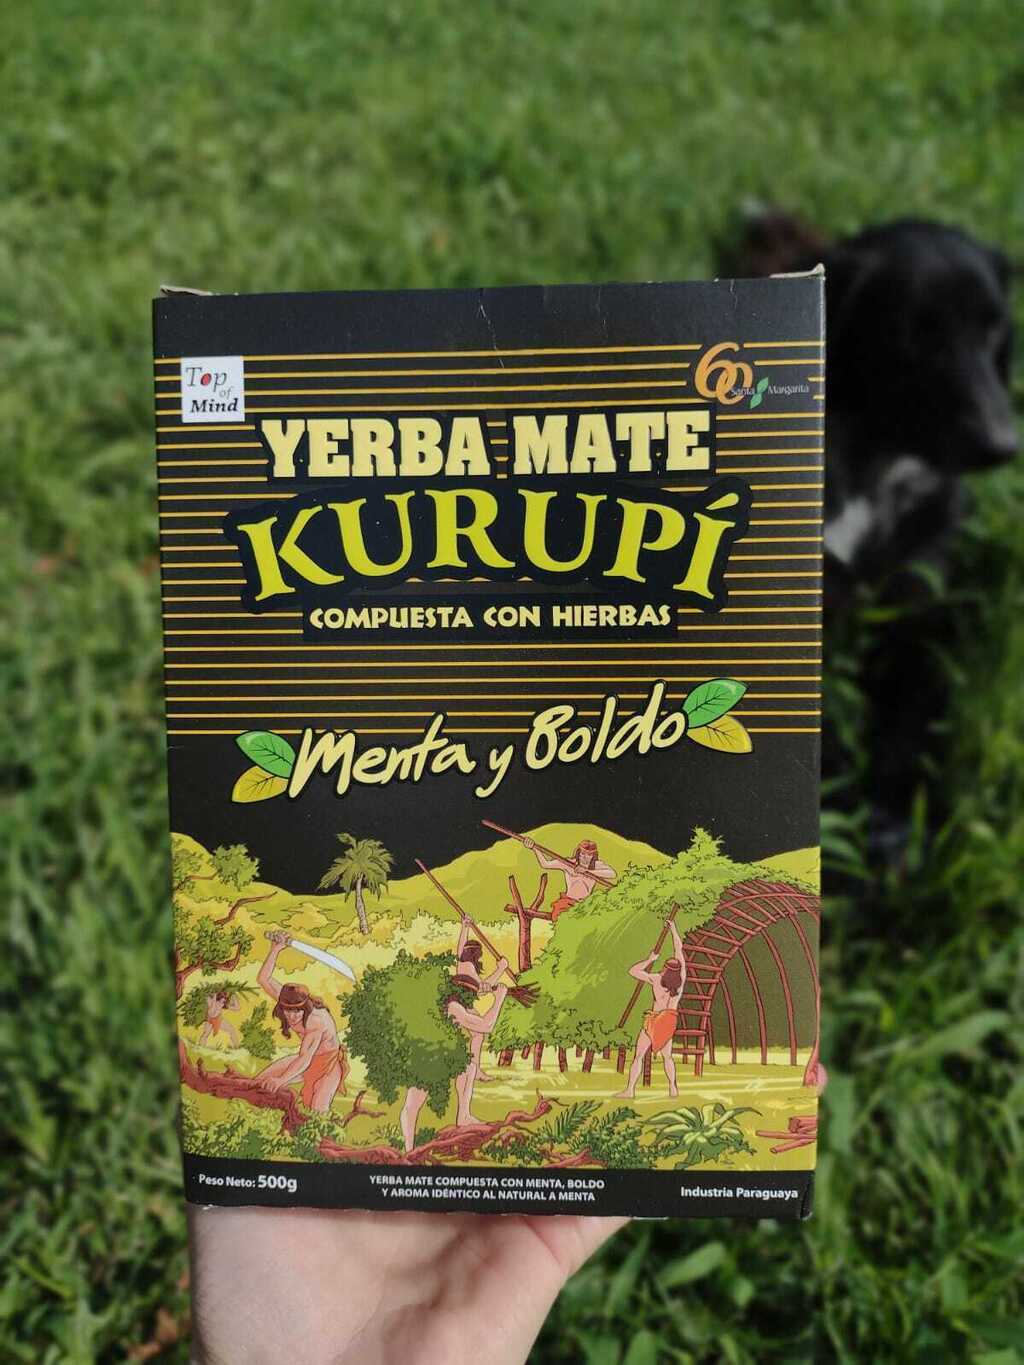 Top
of
Mind
60
Santa Margarita
YERBA MATE
KURUPÍ
COMPUESTA CON HIERBAS
Menta y Boldo
Peso Neto: 500g
YERBA MATE COMPUESTA CON MENTA, BOLDO
Y AROMA IDÉNTICO AL NATURAL A MENTA
Industria Paraguaya